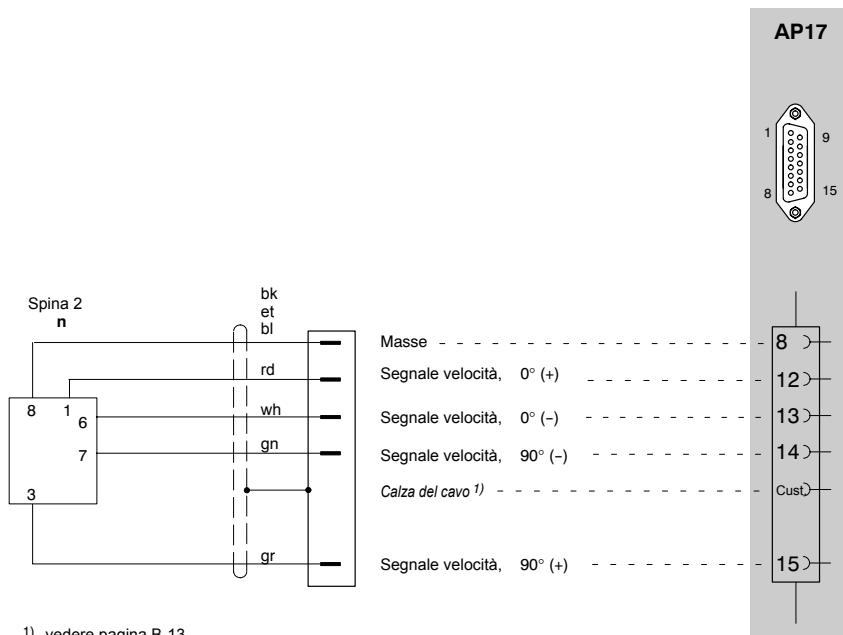 AP17
1
9
8
15
Spina 2
n
bk
et
bl
Masse
8
rd
Segnale velocità, 0° (+)
12
8 1
6
wh
Segnale velocità, 0° (-)
13
7
gn
Segnale velocità, 90° (-)
14
3
Calza del cavo 1)
Cust.
gr
Segnale velocità, 90° (+)
15
1) vedere pagina B-13